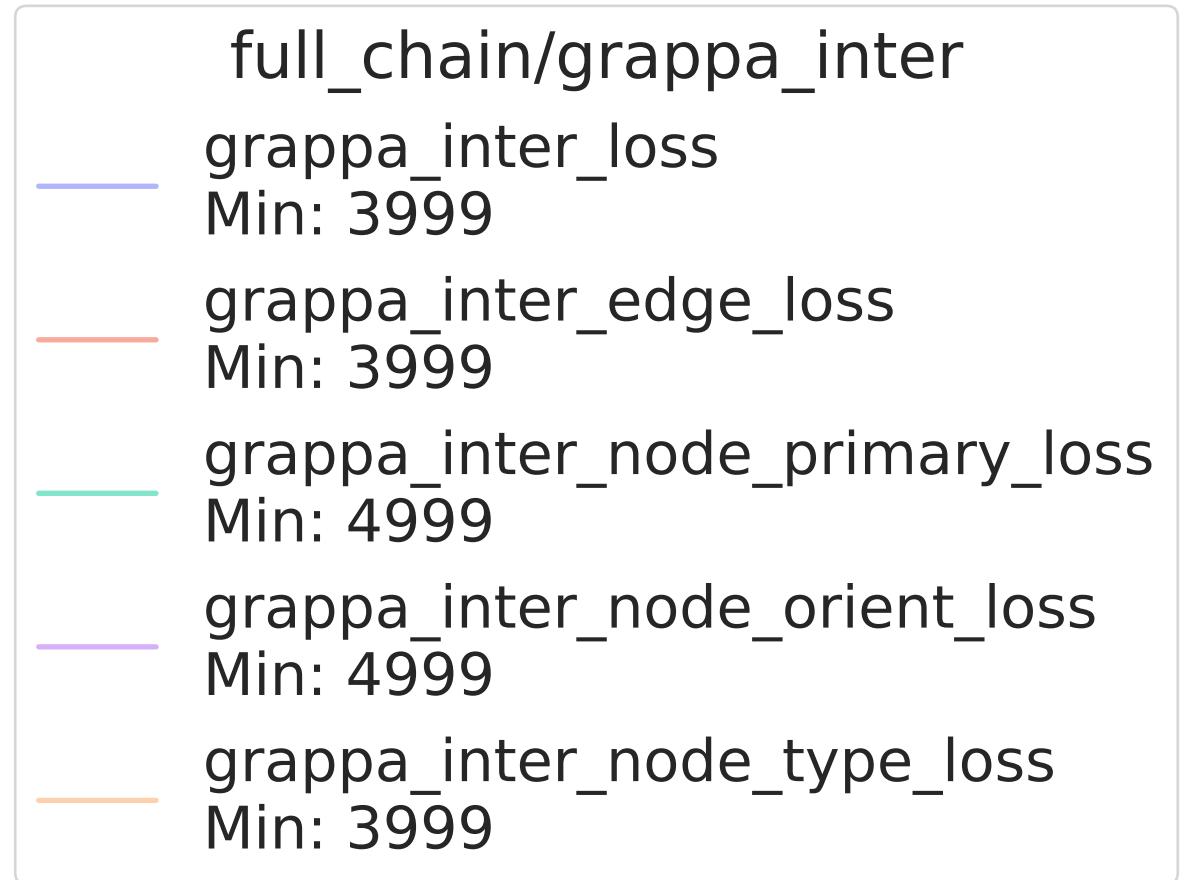 full_chain/grappa_inter
grappa_inter_loss
Min: 3999
grappa_inter_edge_loss
Min: 3999
grappa_inter_node_primary_loss
Min: 4999
grappa_inter_node_orient_loss
Min: 4999
grappa_inter_node_type_loss
Min: 3999